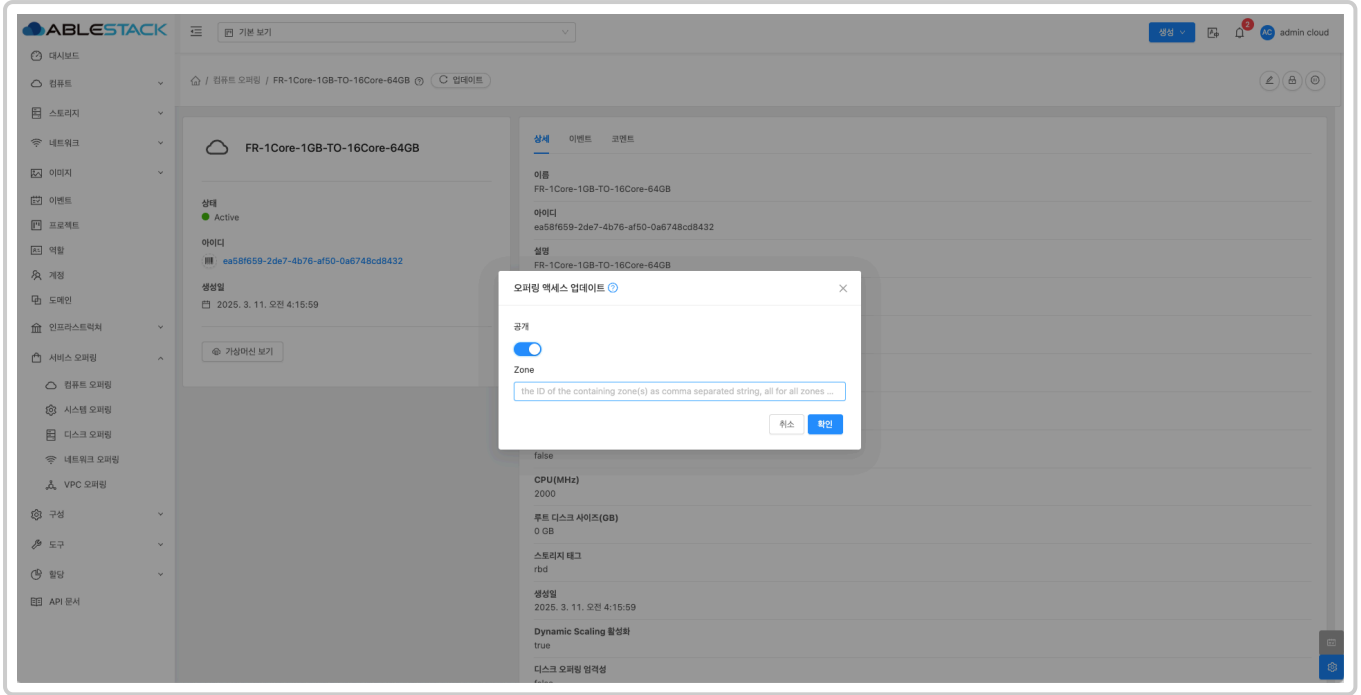 ABLESTACK
기본 보기
생성
2
AC
admin cloud
대시보드
컴퓨트
스토리지
네트워크
이미지
이벤트
프로젝트
역할
계정
도메인
인프라스트럭처
서비스 오퍼링
컴퓨트 오퍼링
시스템 오퍼링
디스크 오퍼링
네트워크 오퍼링
VPC 오퍼링
구성
도구
할당
API 문서
/ 컴퓨트 오퍼링 / FR-1Core-1GB-TO-16Core-64GB
업데이트
FR-1Core-1GB-TO-16Core-64GB
상태
Active
아이디
ea58f659-2de7-4b76-af50-0a6748cd8432
생성일
2025. 3. 11. 오전 4:15:59
가상머신 보기
상세 이벤트 코멘트
이름
FR-1Core-1GB-TO-16Core-64GB
아이디
ea58f659-2de7-4b76-af50-0a6748cd8432
설명
FR-1Core-1GB-TO-16Core-64GB
오퍼링 액세스 업데이트
공개
Zone
the ID of the containing zone(s) as comma separated string, all for all zones ...
취소
확인
false
CPU(MHz)
2000
루트 디스크 사이즈(GB)
0 GB
스토리지 태그
rbd
생성일
2025. 3. 11. 오전 4:15:59
Dynamic Scaling 활성화
true
디스크 오퍼링 엄격성
false